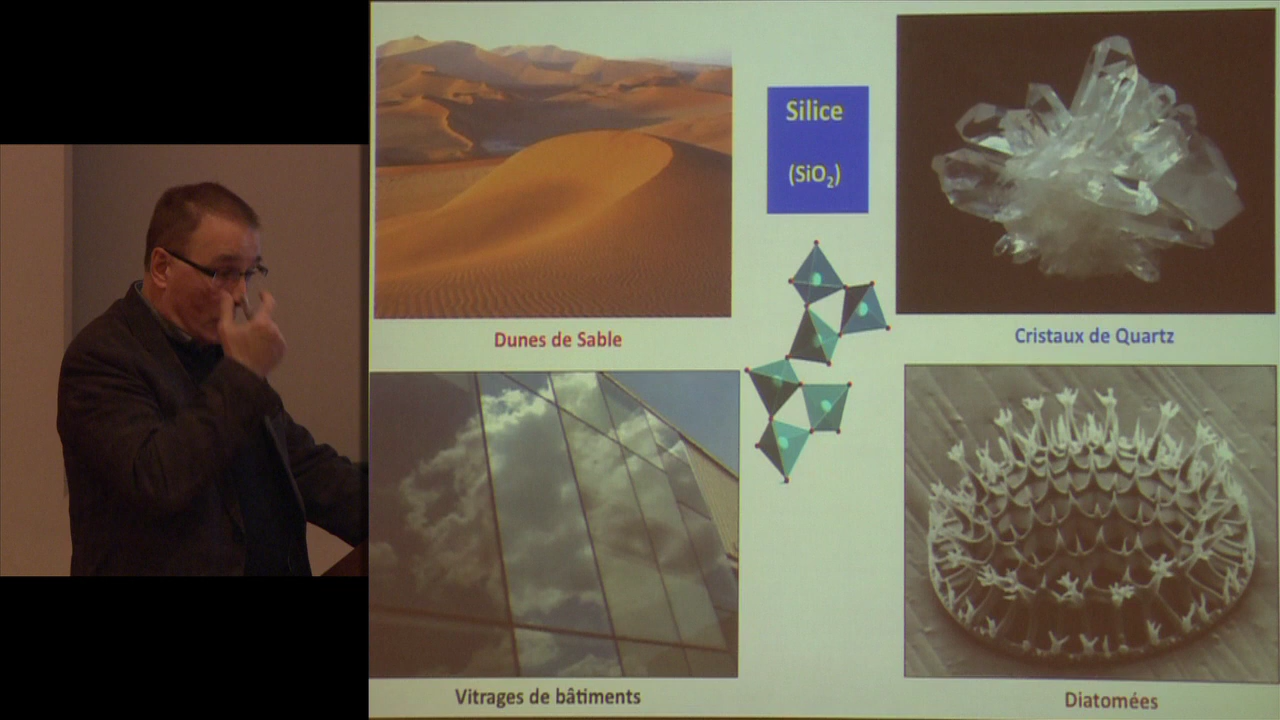 Silice
(SiO₂)
Dunes de Sable
Cristaux de Quartz
Vitrages de bâtiments
Diatomées